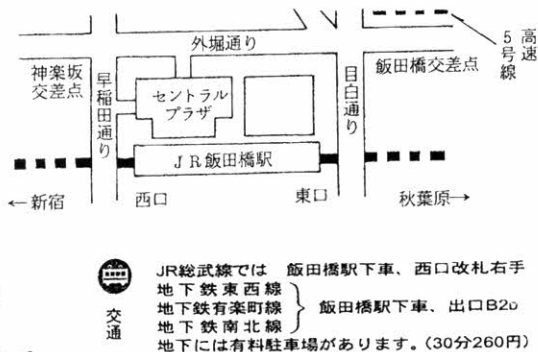 外堀通り
高速
5号線
神楽坂
交差点
早稲田通り
セントラル
プラザ
目白通り
飯田橋交差点
JR飯田橋駅
←新宿
西口
東口
秋葉原→
交通
JR総武線では 飯田橋駅下車、西口改札右手
地下鉄東西線
地下鉄有楽町線
地下鉄南北線
飯田橋駅下車、出口B2b
地下には有料駐車場があります。(30分260円)